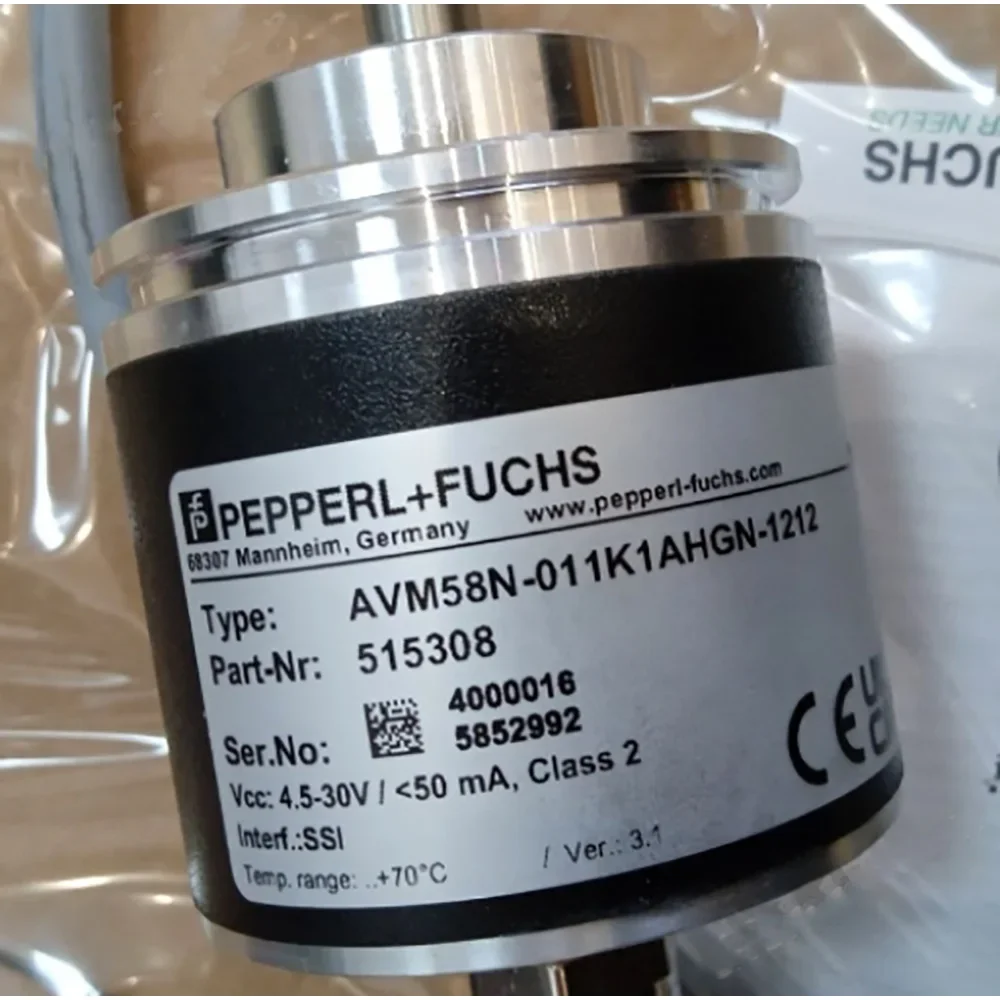 R NEEDS
UCHS
PEPPERL+FUCHS
68307 Mannheim, Germany www.pepperl-fuchs.com
Type: AVM58N-011K1AHGN-1212
Part-Nr: 515308
4000016
Ser.No: 5852992
Vcc: 4.5-30V / <50 mA, Class 2
Interf.:SSI
Temp. range: ..+70°C / Ver.: 3.1
CE UK